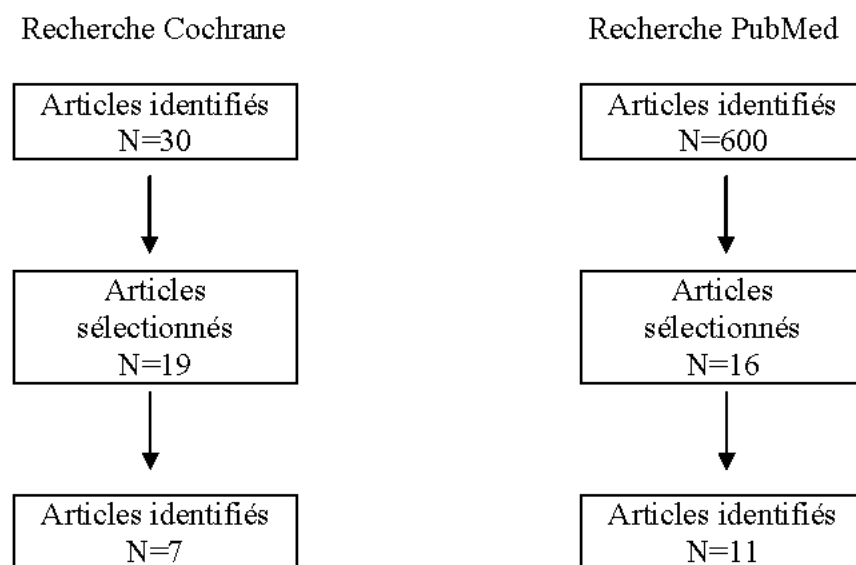 Recherche Cochrane
Articles identifiés
N=30
Articles
sélectionnés
N=19
Articles identifiés
N=7
Recherche PubMed
Articles identifiés
N=600
Articles
sélectionnés
N=16
Articles identifiés
N=11